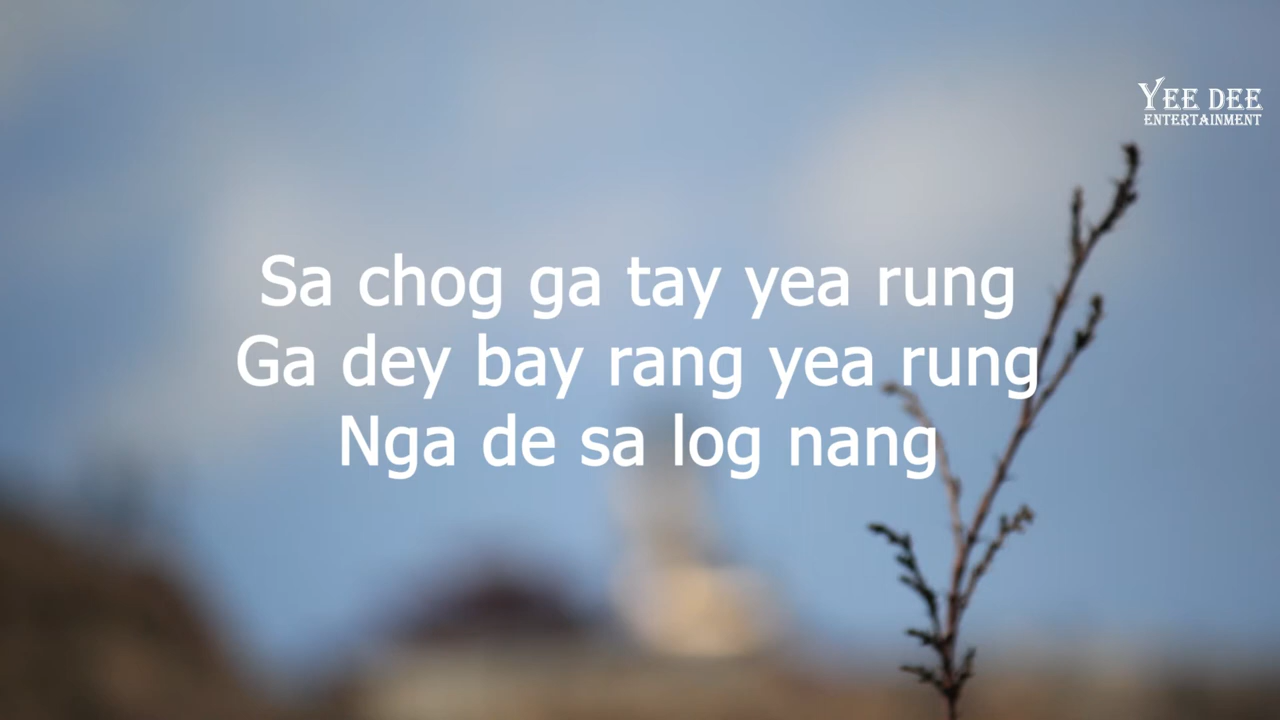 YEE DEE
ENTERTAINMENT
Sa chog ga tay yea rung
Ga dey bay rang yea rung
Nga de sa log nang